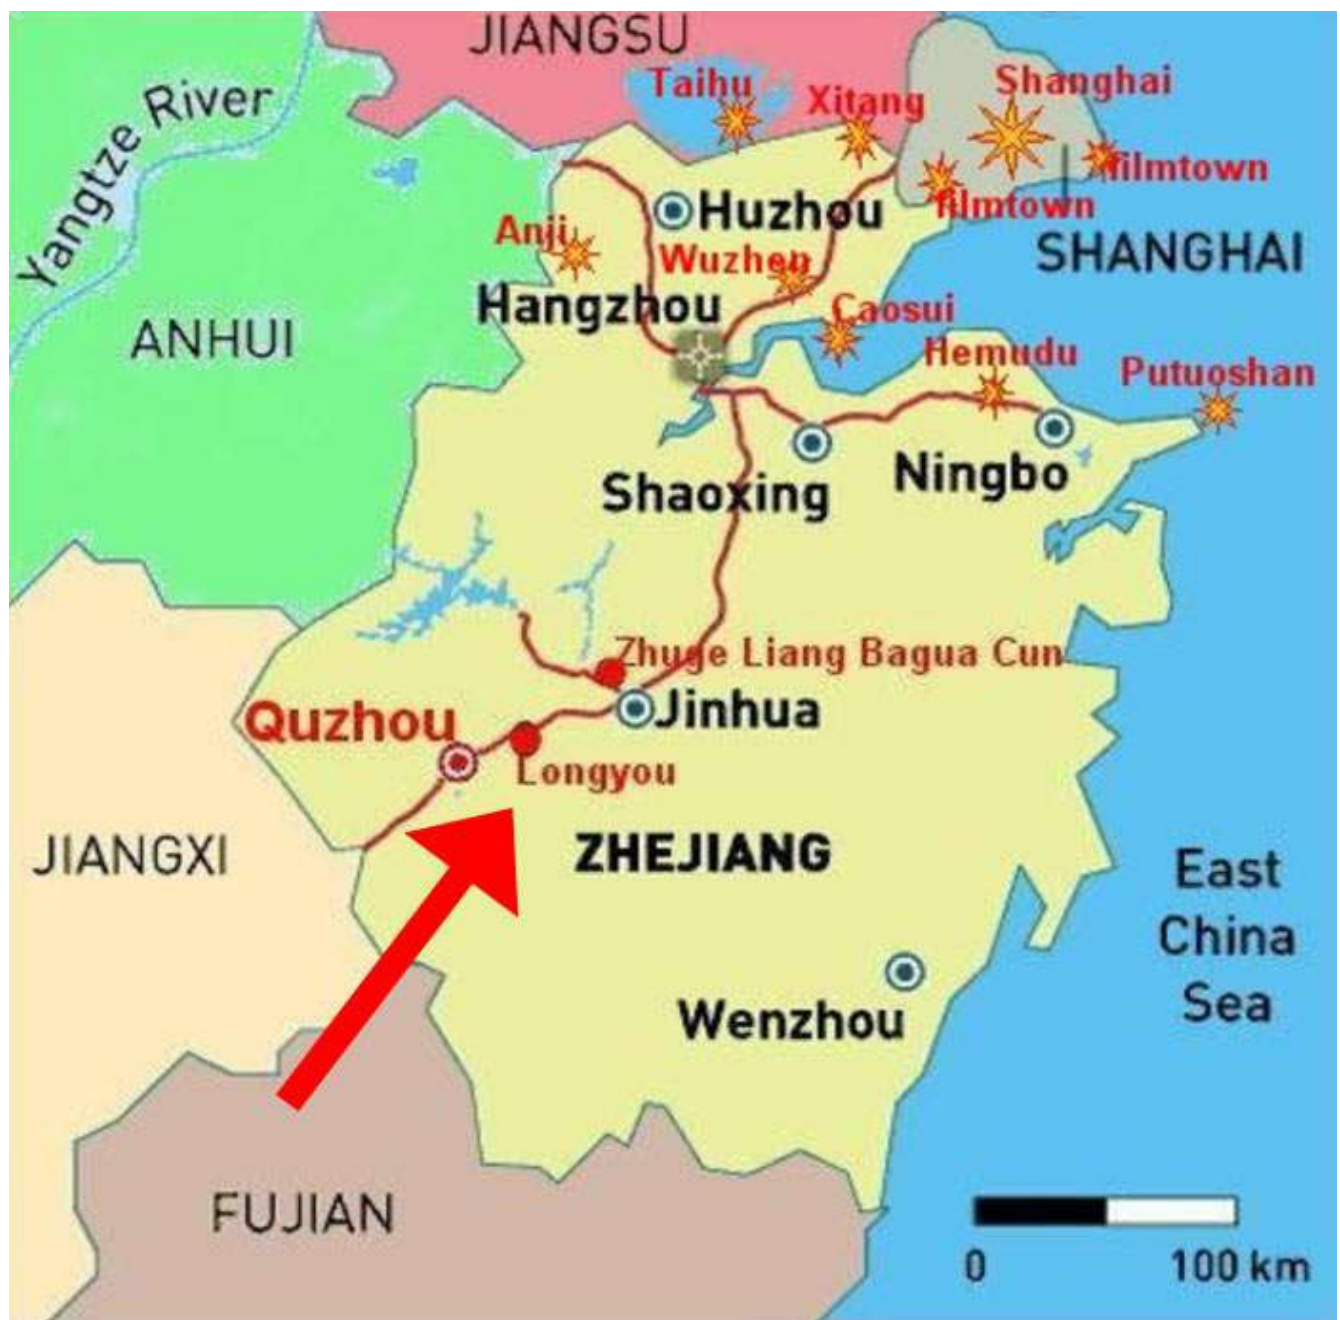 JIANGSU
Taihu
Xitang
Shanghai
filmtown
filmtown
Yangtze River
Huzhou
SHANGHAI
Anji
Wuzhen
Hangzhou
Caosui
ANHUI
Hemudu
Putuoshan
Shaoxing
Ningbo
Zhuge Liang Bagua Cun
Quzhou
Jinhua
Longyou
JIANGXI
ZHEJIANG
East
China
Sea
Wenzhou
FUJIAN
0 100 km